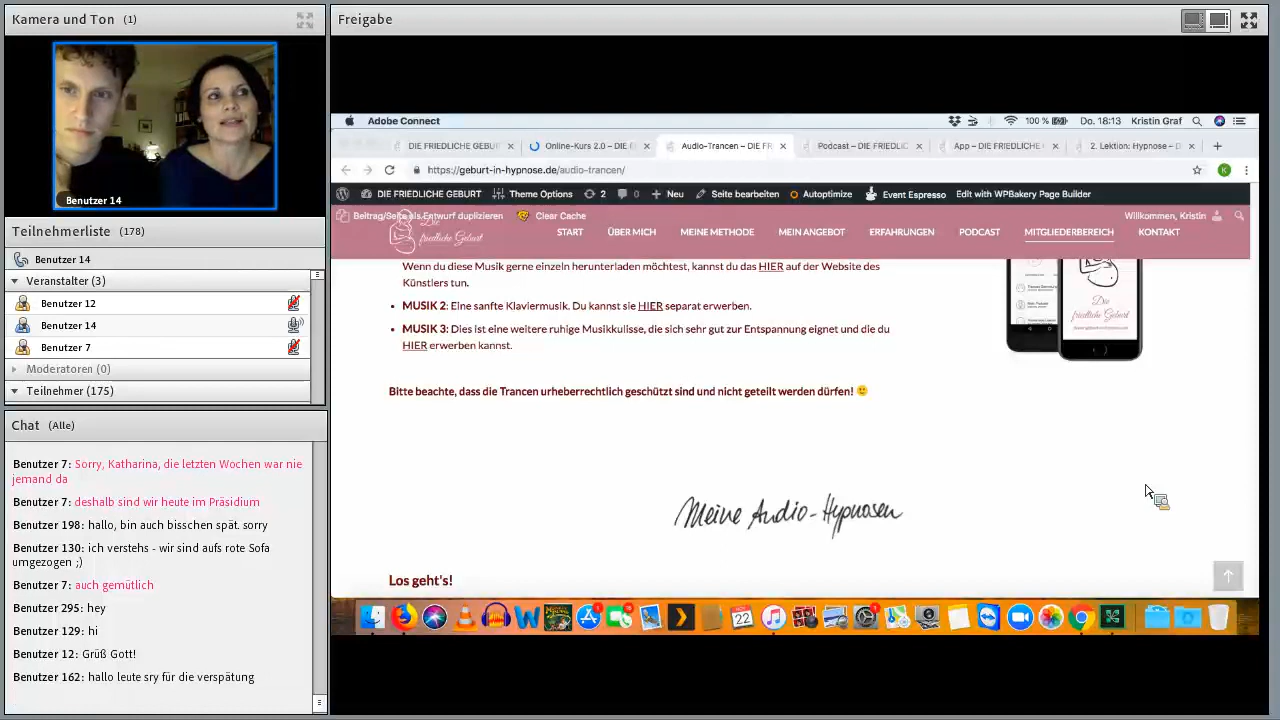 Kamera und Ton (1)
Benutzer 14
Teilnehmerliste (178)
Benutzer 14
Veranstalter (3)
Benutzer 12
Benutzer 14
Benutzer 7
Moderatoren (0)
Teilnehmer (175)
Chat (Alle)
Benutzer 7: Sorry, Katharina, die letzten Wochen war nie
jemand da
Benutzer 7: deshalb sind wir heute im Präsidium
Benutzer 198: hallo, bin auch bisschen spät. sorry
Benutzer 130: ich verstehs - wir sind aufs rote Sofa
umgezogen ;)
Benutzer 7: auch gemütlich
Benutzer 295: hey
Benutzer 129: hi
Benutzer 12: Grüß Gott!
Benutzer 162: hallo leute sry für die verspätung
Freigabe
Adobe Connect
100 %
Do. 18:13
Kristin Graf
DIE FRIEDLICHE GEBUR
Online-Kurs 2.0 – DIE F
Audio-Trancen – DIE FR
Podcast – DIE FRIEDLIC
App – DIE FRIEDLICHE
2. Lektion: Hypnose – D
https://geburt-in-hypnose.de/audio-trancen/
K
DIE FRIEDLICHE GEBURT
Theme Options
2
0
Neu
Seite bearbeiten
Autoptimize
Event Espresso
Edit with WPBakery Page Builder
Beitrag/Seite als Entwurf duplizieren
Clear Cache
Willkommen, Kristin
Die
friedliche Geburt
START
ÜBER MICH
MEINE METHODE
MEIN ANGEBOT
ERFAHRUNGEN
PODCAST
MITGLIEDERBEREICH
KONTAKT
Wenn du diese Musik gerne einzeln herunterladen möchtest, kannst du das HIER auf der Website des
Künstlers tun.
MUSIK 2: Eine sanfte Klaviermusik. Du kannst sie HIER separat erwerben.
MUSIK 3: Dies ist eine weitere ruhige Musikkulisse, die sich sehr gut zur Entspannung eignet und die du
HIER erwerben kannst.
Die
friedliche Geburt
Bitte beachte, dass die Trancen urheberrechtlich geschützt sind und nicht geteilt werden dürfen! 🙂
Meine Audio-Hypnosen
Los geht's!
22